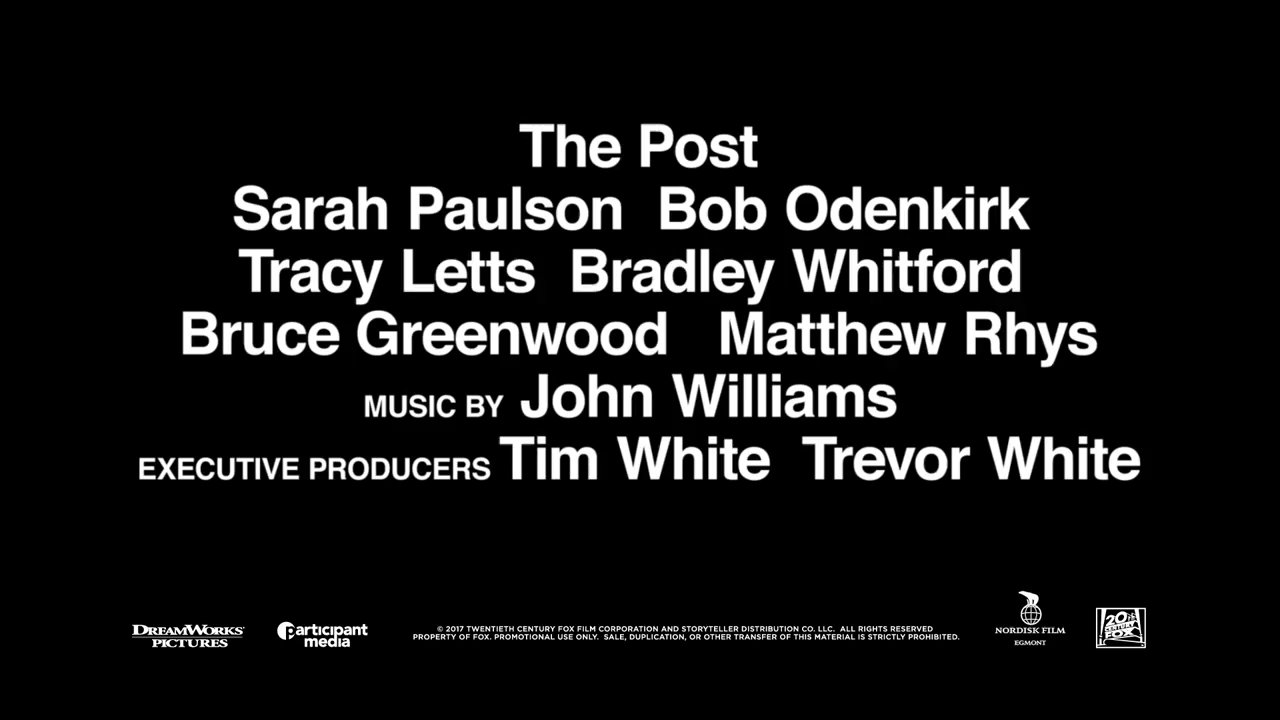 The Post
Sarah Paulson Bob Odenkirk
Tracy Letts Bradley Whitford
Bruce Greenwood Matthew Rhys
MUSIC BY John Williams
EXECUTIVE PRODUCERS Tim White Trevor White
DREAMWORKS
PICTURES
participant
media
© 2017 TWENTIETH CENTURY FOX FILM CORPORATION AND STORYTELLER DISTRIBUTION CO. LLC. ALL RIGHTS RESERVED
PROPERTY OF FOX. PROMOTIONAL USE ONLY. SALE, DUPLICATION, OR OTHER TRANSFER OF THIS MATERIAL IS STRICTLY PROHIBITED.
NORDISK FILM
EGMONT
20th
CENTURY
FOX